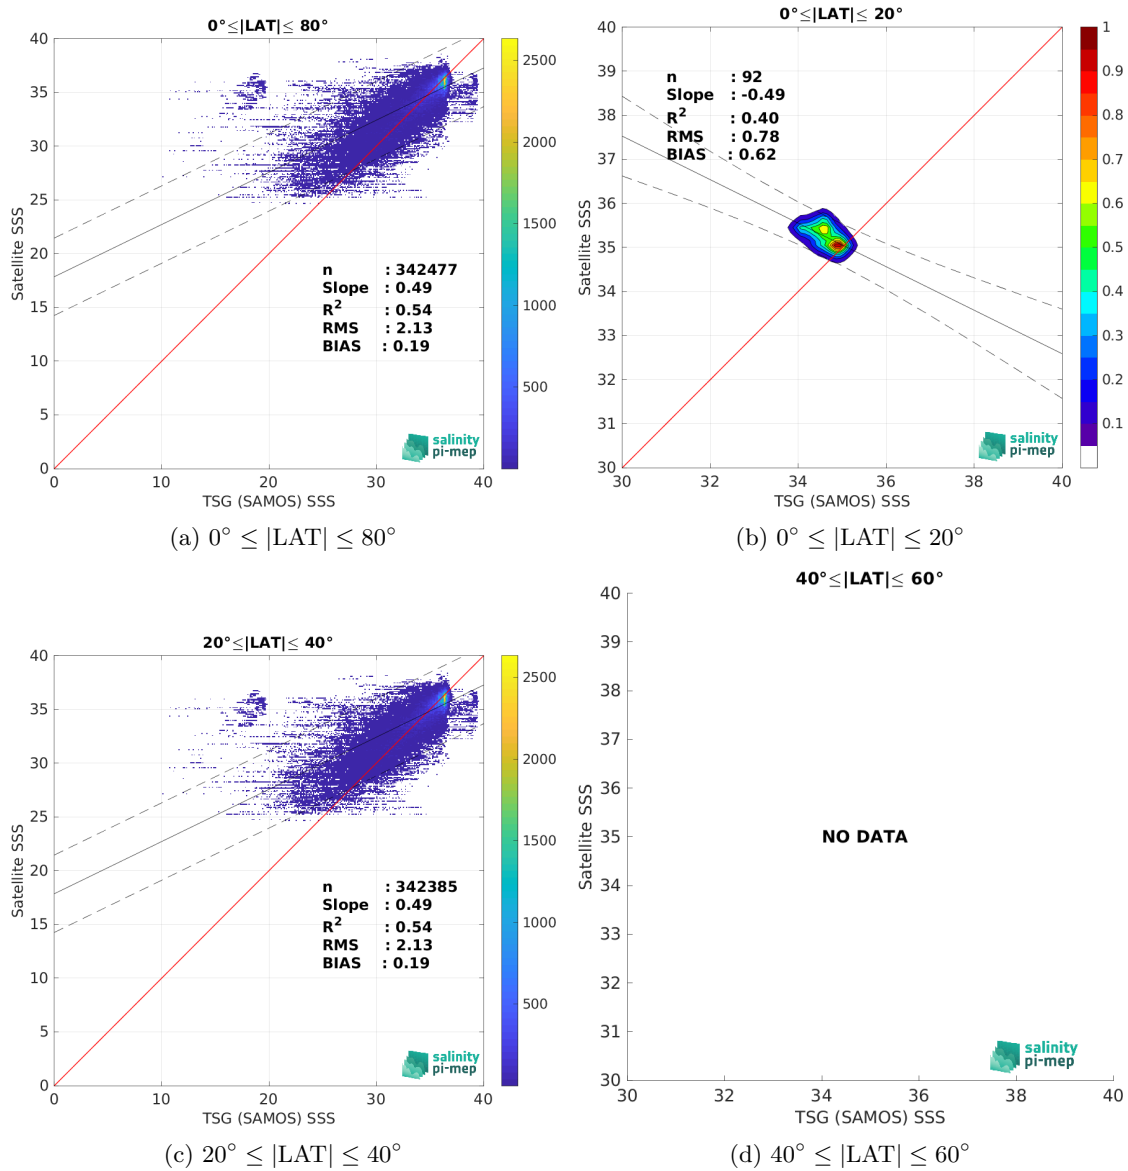 0°≤|LAT|≤ 80°
40
35
30
25
20
15
10
5
0
Satellite SSS
n : 342477
Slope : 0.49
R² : 0.54
RMS : 2.13
BIAS : 0.19
salinity
pi-mep
0 10 20 30 40
TSG (SAMOS) SSS
2500
2000
1500
1000
500
(a) 0° ≤ |LAT| ≤ 80°
0°≤|LAT|≤ 20°
40
39
38
37
36
35
34
33
32
31
30
Satellite SSS
n : 92
Slope : -0.49
R² : 0.40
RMS : 0.78
BIAS : 0.62
salinity
pi-mep
30 32 34 36 38 40
TSG (SAMOS) SSS
1
0.9
0.8
0.7
0.6
0.5
0.4
0.3
0.2
0.1
(b) 0° ≤ |LAT| ≤ 20°
20°≤|LAT|≤ 40°
40
35
30
25
20
15
10
5
0
Satellite SSS
n : 342385
Slope : 0.49
R² : 0.54
RMS : 2.13
BIAS : 0.19
salinity
pi-mep
0 10 20 30 40
TSG (SAMOS) SSS
2500
2000
1500
1000
500
(c) 20° ≤ |LAT| ≤ 40°
40°≤|LAT|≤ 60°
40
39
38
37
36
35
34
33
32
31
30
Satellite SSS
NO DATA
salinity
pi-mep
30 32 34 36 38 40
TSG (SAMOS) SSS
(d) 40° ≤ |LAT| ≤ 60°